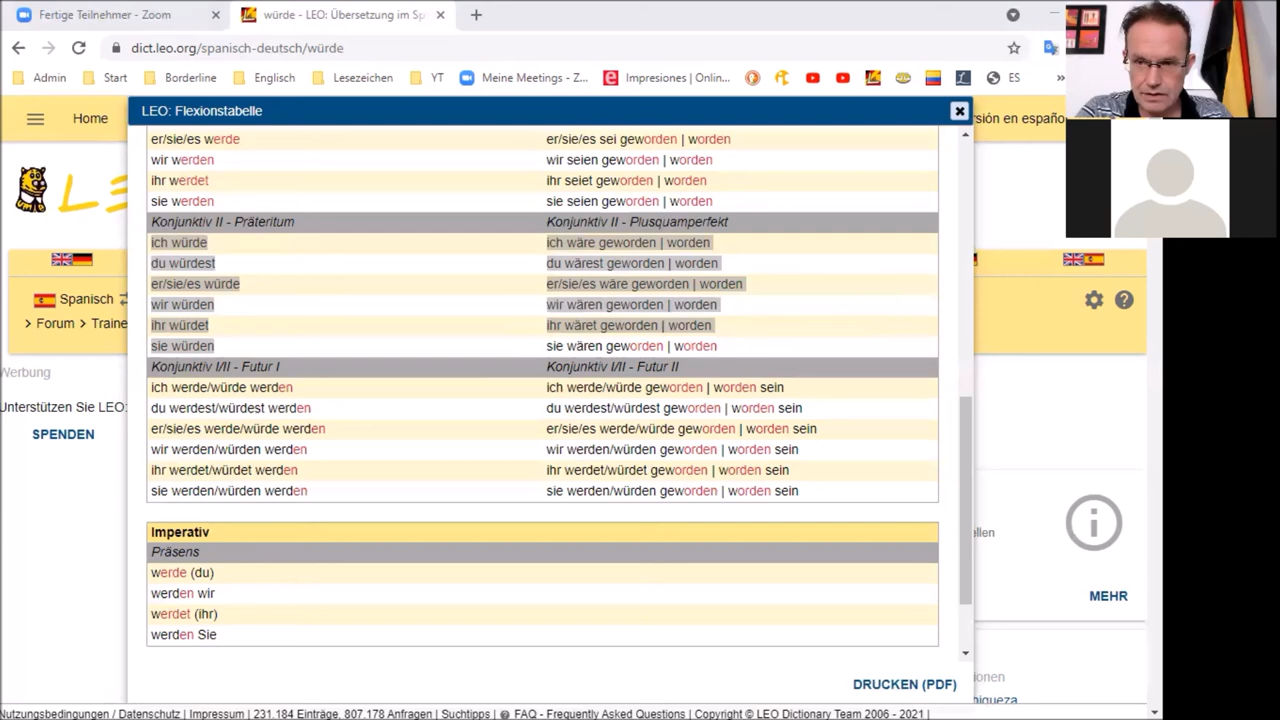 Fertige Teilnehmer - Zoom
würde - LEO: Übersetzung im Sp
dict.leo.org/spanisch-deutsch/würde
Admin Start Borderline Englisch Lesezeichen YT Meine Meetings - Z... Impresiones | Onlin... ES »
LEO: Flexionstabelle
Home
rsión en españo
er/sie/es werde er/sie/es sei geworden | worden
wir werden wir seien geworden | worden
ihr werdet ihr seiet geworden | worden
sie werden sie seien geworden | worden
Konjunktiv II - Präteritum Konjunktiv II - Plusquamperfekt
ich würde ich wäre geworden | worden
du würdest du wärest geworden | worden
er/sie/es würde er/sie/es wäre geworden | worden
wir würden wir wären geworden | worden
ihr würdet ihr wäret geworden | worden
sie würden sie wären geworden | worden
Konjunktiv I/II - Futur I Konjunktiv I/II - Futur II
ich werde/würde werden ich werde/würde geworden | worden sein
du werdest/würdest werden du werdest/würdest geworden | worden sein
er/sie/es werde/würde werden er/sie/es werde/würde geworden | worden sein
wir werden/würden werden wir werden/würden geworden | worden sein
ihr werdet/würdet werden ihr werdet/würdet geworden | worden sein
sie werden/würden werden sie werden/würden geworden | worden sein
Imperativ
Präsens
werde (du)
werden wir
werdet (ihr)
werden Sie
DRUCKEN (PDF)
LE
Spanisch
> Forum > Traine
Werbung
Unterstützen Sie LEO:
SPENDEN
ellen
MEHR
onen
biqueza
Nutzungsbedingungen / Datenschutz | Impressum | 231.184 Einträge, 807.178 Anfragen | Suchtipps | FAQ - Frequently Asked Questions | Copyright © LEO Dictionary Team 2006 - 2021 |